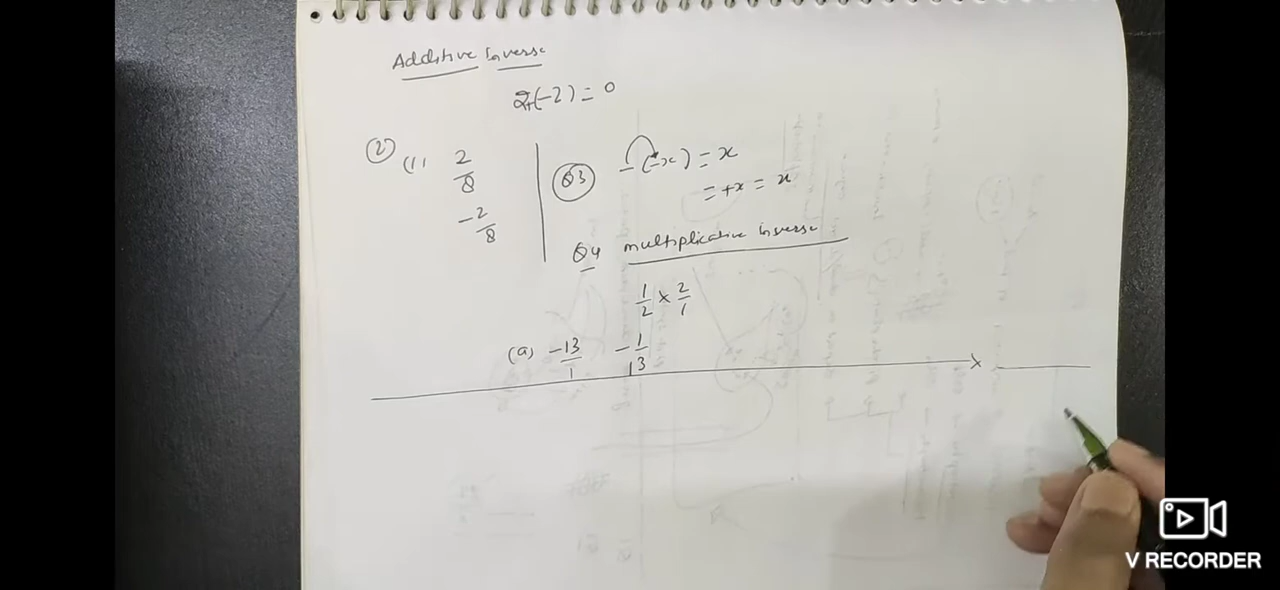 Additive Inverse
2+(-2) = 0
② (1) 2/8
-2/8
Q3 -(-x) = x
= +x = x
Q4 multiplicative inverse
1/2 × 2/1
(a) -13/1 -1/13
×
V RECORDER